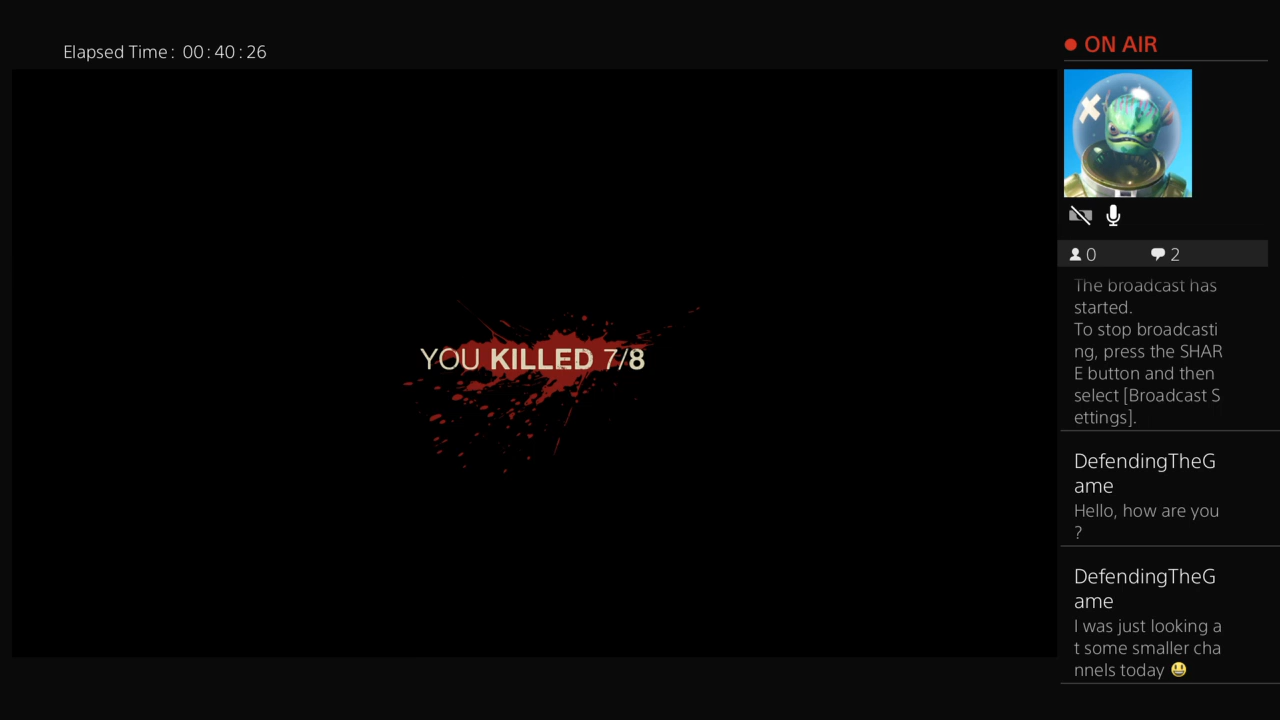 Elapsed Time: 00:40:26
ON AIR
0 2
The broadcast has
started.
To stop broadcasti
ng, press the SHAR
E button and then
select [Broadcast S
ettings].
DefendingTheG
ame
Hello, how are you
?
DefendingTheG
ame
I was just looking a
t some smaller cha
nnels today 😃
YOU KILLED 7/8